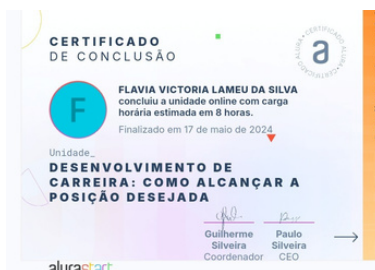 CERTIFICADO
DE CONCLUSÃO
a
F
FLAVIA VICTORIA LAMEU DA SILVA
concluiu a unidade online com carga
horária estimada em 8 horas.
Finalizado em 17 de maio de 2024
Unidade_
DESENVOLVIMENTO DE
CARREIRA: COMO ALCANÇAR A
POSIÇÃO DESEJADA
Guilherme
Silveira
Coordenador
Paulo
Silveira
CEO
alurastart